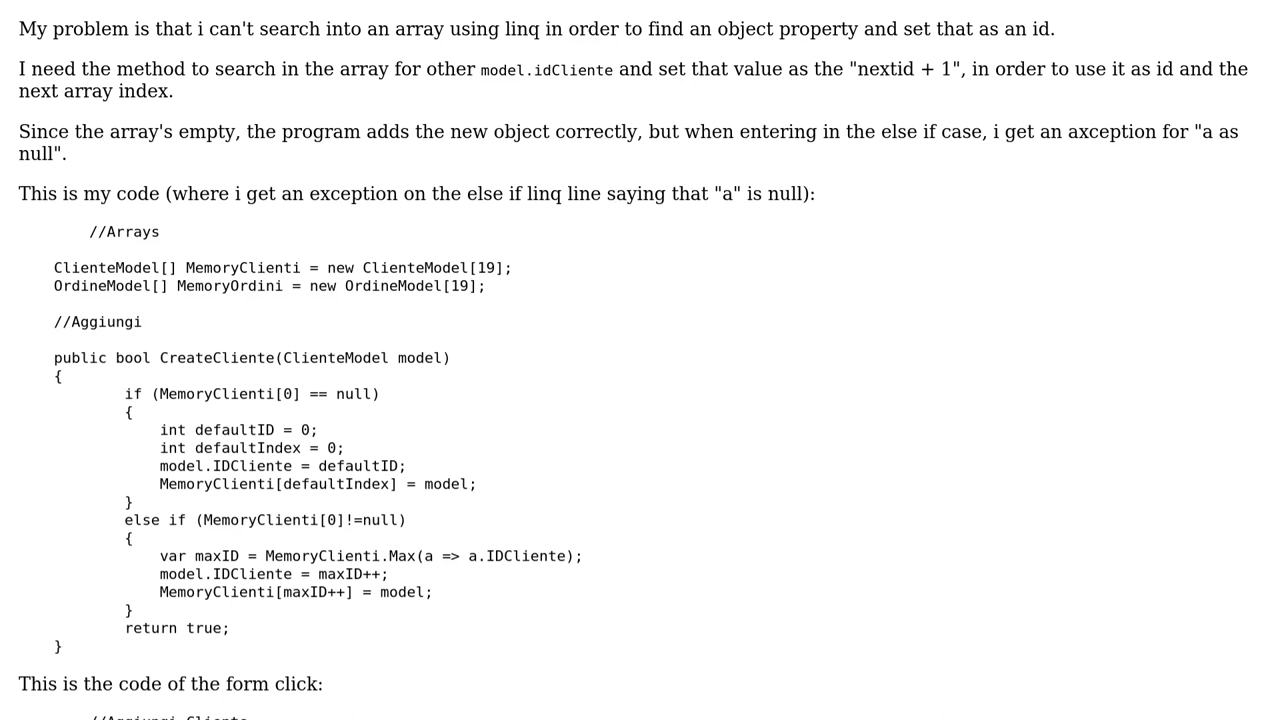 My problem is that i can't search into an array using linq in order to find an object property and set that as an id.
I need the method to search in the array for other model.idCliente and set that value as the "nextid + 1", in order to use it as id and the
next array index.
Since the array's empty, the program adds the new object correctly, but when entering in the else if case, i get an axception for "a as
null".
This is my code (where i get an exception on the else if linq line saying that "a" is null):
//Arrays
ClienteModel[] MemoryClienti = new ClienteModel[19];
OrdineModel[] MemoryOrdini = new OrdineModel[19];
//Aggiungi
public bool CreateCliente(ClienteModel model)
{
if (MemoryClienti[0] == null)
{
int defaultID = 0;
int defaultIndex = 0;
model.IDCliente = defaultID;
MemoryClienti[defaultIndex] = model;
}
else if (MemoryClienti[0]!=null)
{
var maxID = MemoryClienti.Max(a => a.IDCliente);
model.IDCliente = maxID++;
MemoryClienti[maxID++] = model;
}
return true;
}
This is the code of the form click:
//Aggiungi Cliente